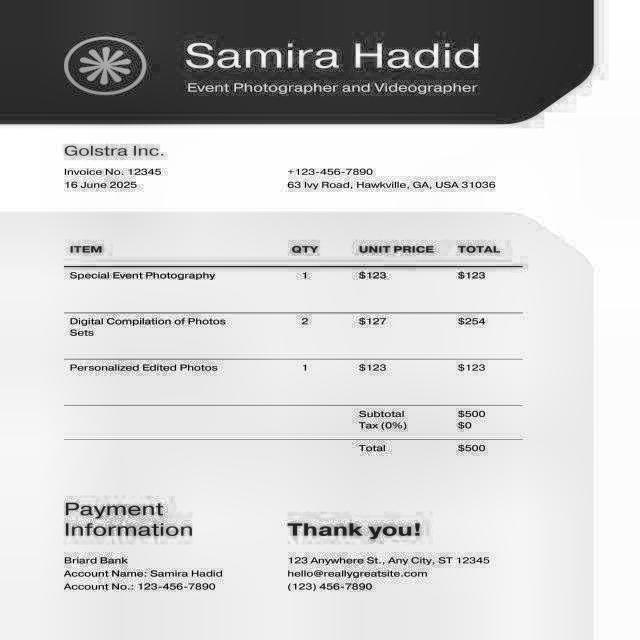 Samira Hadid
Event Photographer and Videographer
Golstra Inc.
Invoice No. 12345
16 June 2025
+123-456-7890
63 Ivy Road, Hawkville, GA, USA 31036
ITEM QTY UNIT PRICE TOTAL
Special Event Photography 1 $123 $123
Digital Compilation of Photos Sets 2 $127 $254
Personalized Edited Photos 1 $123 $123
Subtotal $500
Tax (0%) $0
Total $500
Payment
Information
Briard Bank
Account Name: Samira Hadid
Account No.: 123-456-7890
Thank you!
123 Anywhere St., Any City, ST 12345
hello@reallygreatsite.com
(123) 456-7890